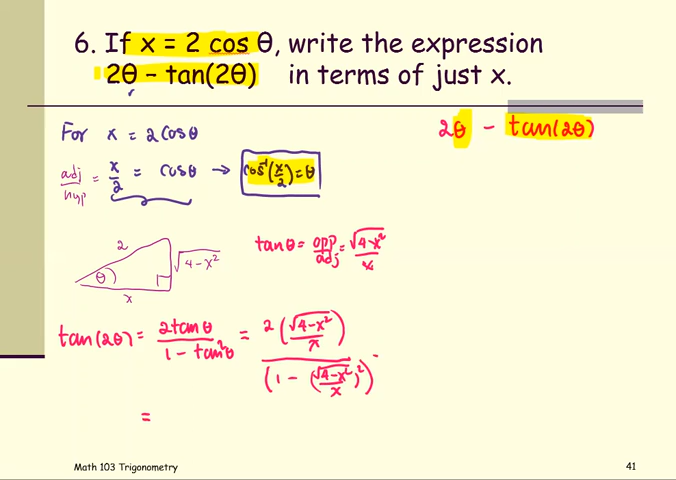 6. If x = 2 cos θ, write the expression
2θ – tan(2θ) in terms of just x.
For x = 2cosθ
2θ - tan(2θ)
adj/hyp = x/2 = cosθ → cos⁻¹(x/2) = θ
2
√4-x²
θ
x
tanθ = opp/adj = √4-x²/x
tan(2θ) = 2tanθ/1 - tan²θ = 2(√4-x²/x)/(1 - (√4-x²/x)²)
=
Math 103 Trigonometry
41